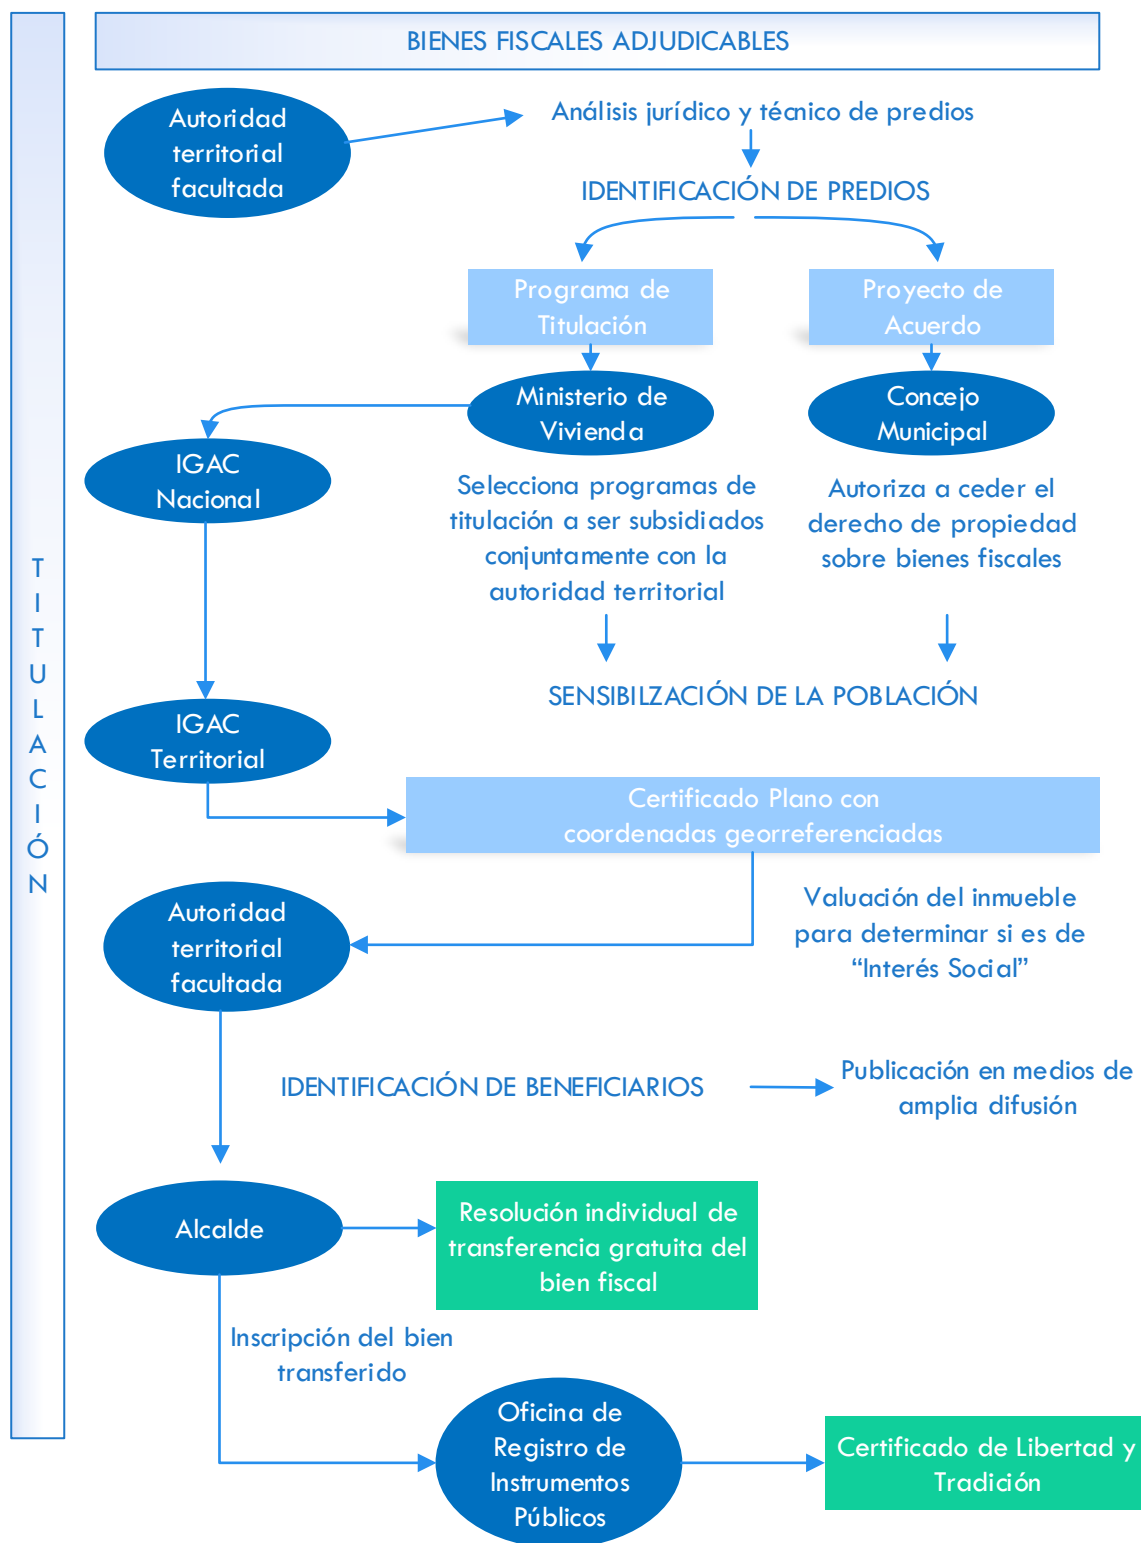 BIENES FISCALES ADJUDICABLES
TITULACIÓN
Autoridad
territorial
facultada
Análisis jurídico y técnico de predios
IDENTIFICACIÓN DE PREDIOS
Programa de
Titulación
Proyecto de
Acuerdo
Ministerio de
Vivienda
Concejo
Municipal
IGAC
Nacional
Selecciona programas de
titulación a ser subsidiados
conjuntamente con la
autoridad territorial
Autoriza a ceder el
derecho de propiedad
sobre bienes fiscales
SENSIBILZACIÓN DE LA POBLACIÓN
IGAC
Territorial
Certificado Plano con
coordenadas georreferenciadas
Autoridad
territorial
facultada
Valuación del inmueble
para determinar si es de
“Interés Social”
IDENTIFICACIÓN DE BENEFICIARIOS
Publicación en medios de
amplia difusión
Alcalde
Resolución individual de
transferencia gratuita del
bien fiscal
Inscripción del bien
transferido
Oficina de
Registro de
Instrumentos
Públicos
Certificado de Libertad y
Tradición